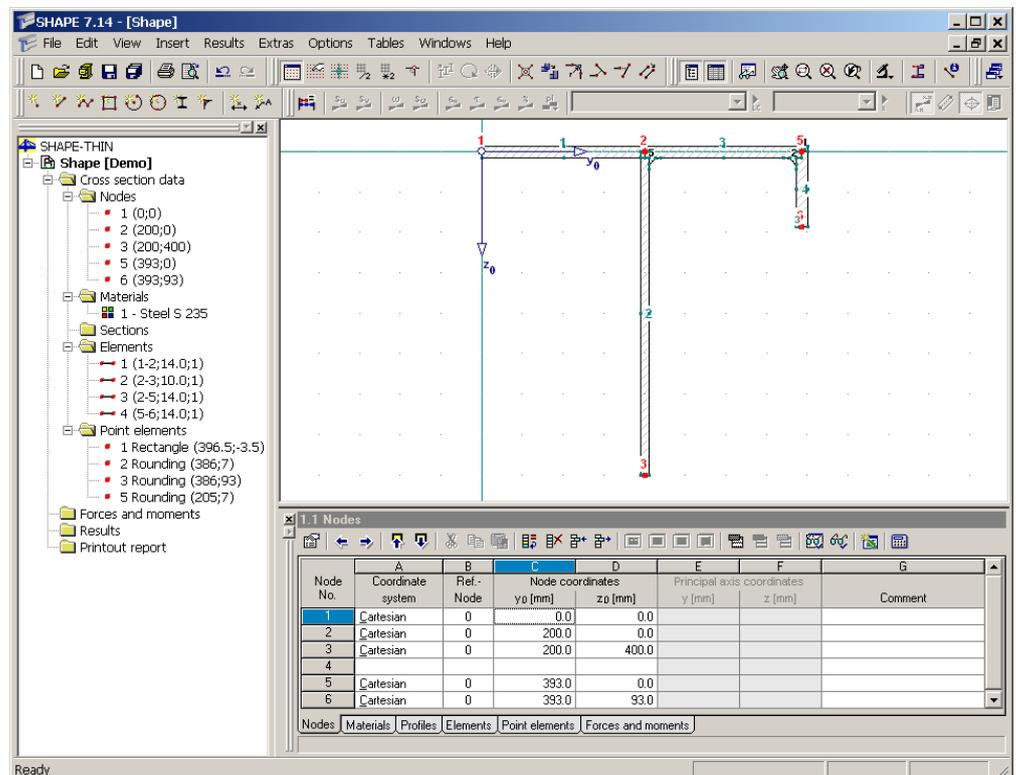 SHAPE 7.14 - [Shape]
File Edit View Insert Results Extras Options Tables Windows Help
SHAPE-THIN
Shape [Demo]
Cross section data
Nodes
1 (0;0)
2 (200;0)
3 (200;400)
5 (393;0)
6 (393;93)
Materials
1 - Steel S 235
Sections
Elements
1 (1-2;14.0;1)
2 (2-3;10.0;1)
3 (2-5;14.0;1)
4 (5-6;14.0;1)
Point elements
1 Rectangle (396.5;-3.5)
2 Rounding (386;7)
3 Rounding (386;93)
5 Rounding (205;7)
Forces and moments
Results
Printout report
1 1 2 3 5
y0
4
z0
2
3
1.1 Nodes
A B C D E F G
Node Coordinate Ref.- Node coordinates Principal axis coordinates
No. system Node y0 [mm] z0 [mm] y [mm] z [mm] Comment
1 Cartesian 0 0.0 0.0
2 Cartesian 0 200.0 0.0
3 Cartesian 0 200.0 400.0
4
5 Cartesian 0 393.0 0.0
6 Cartesian 0 393.0 93.0
Nodes Materials Profiles Elements Point elements Forces and moments
Ready